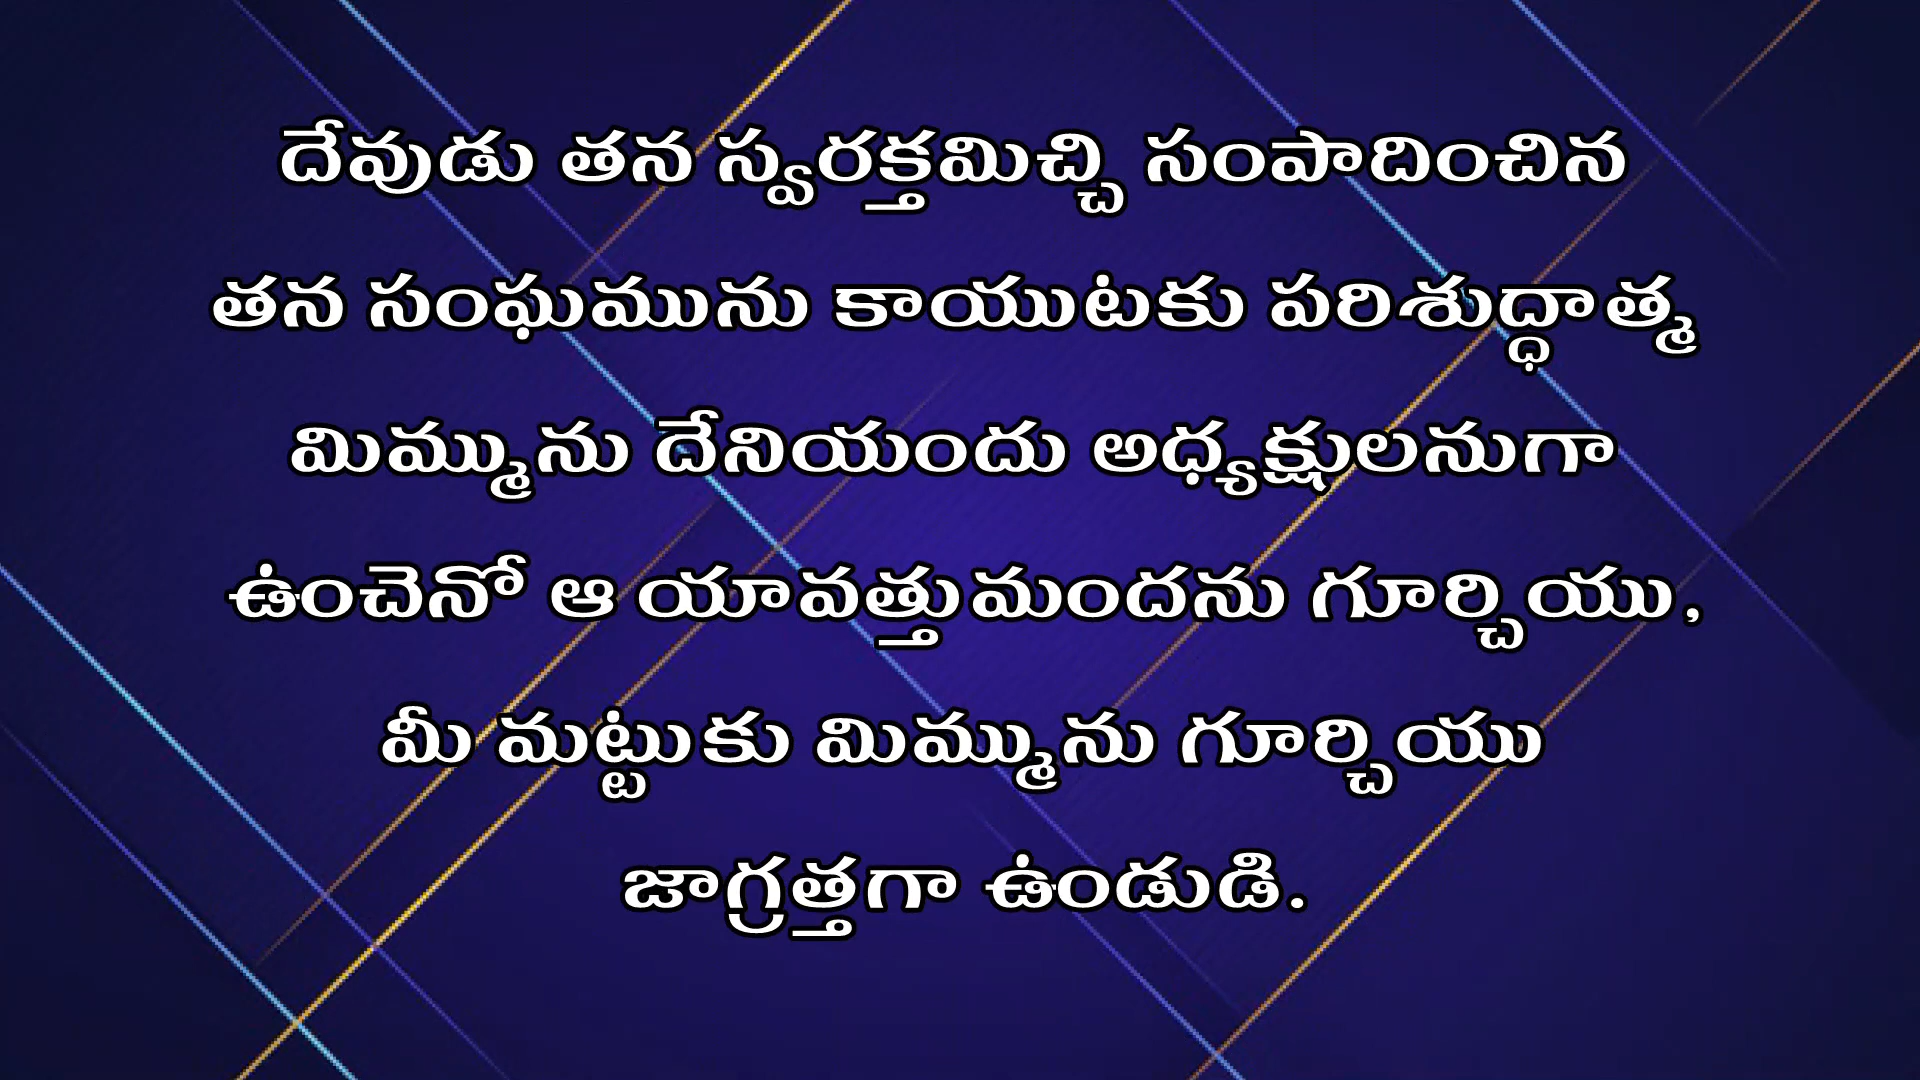 దేవుడు తన స్వరక్తమిచ్చి సంపాదించిన
తన సంఘమును కాయుటకు పరిశుద్ధాత్మ
మిమ్మును దేనియందు అధ్యక్షులనుగా
ఉంచెనో ఆ యావత్తుమందను గూర్చియు,
మీ మట్టుకు మిమ్మును గూర్చియు
జాగ్రత్తగా ఉండుడి.